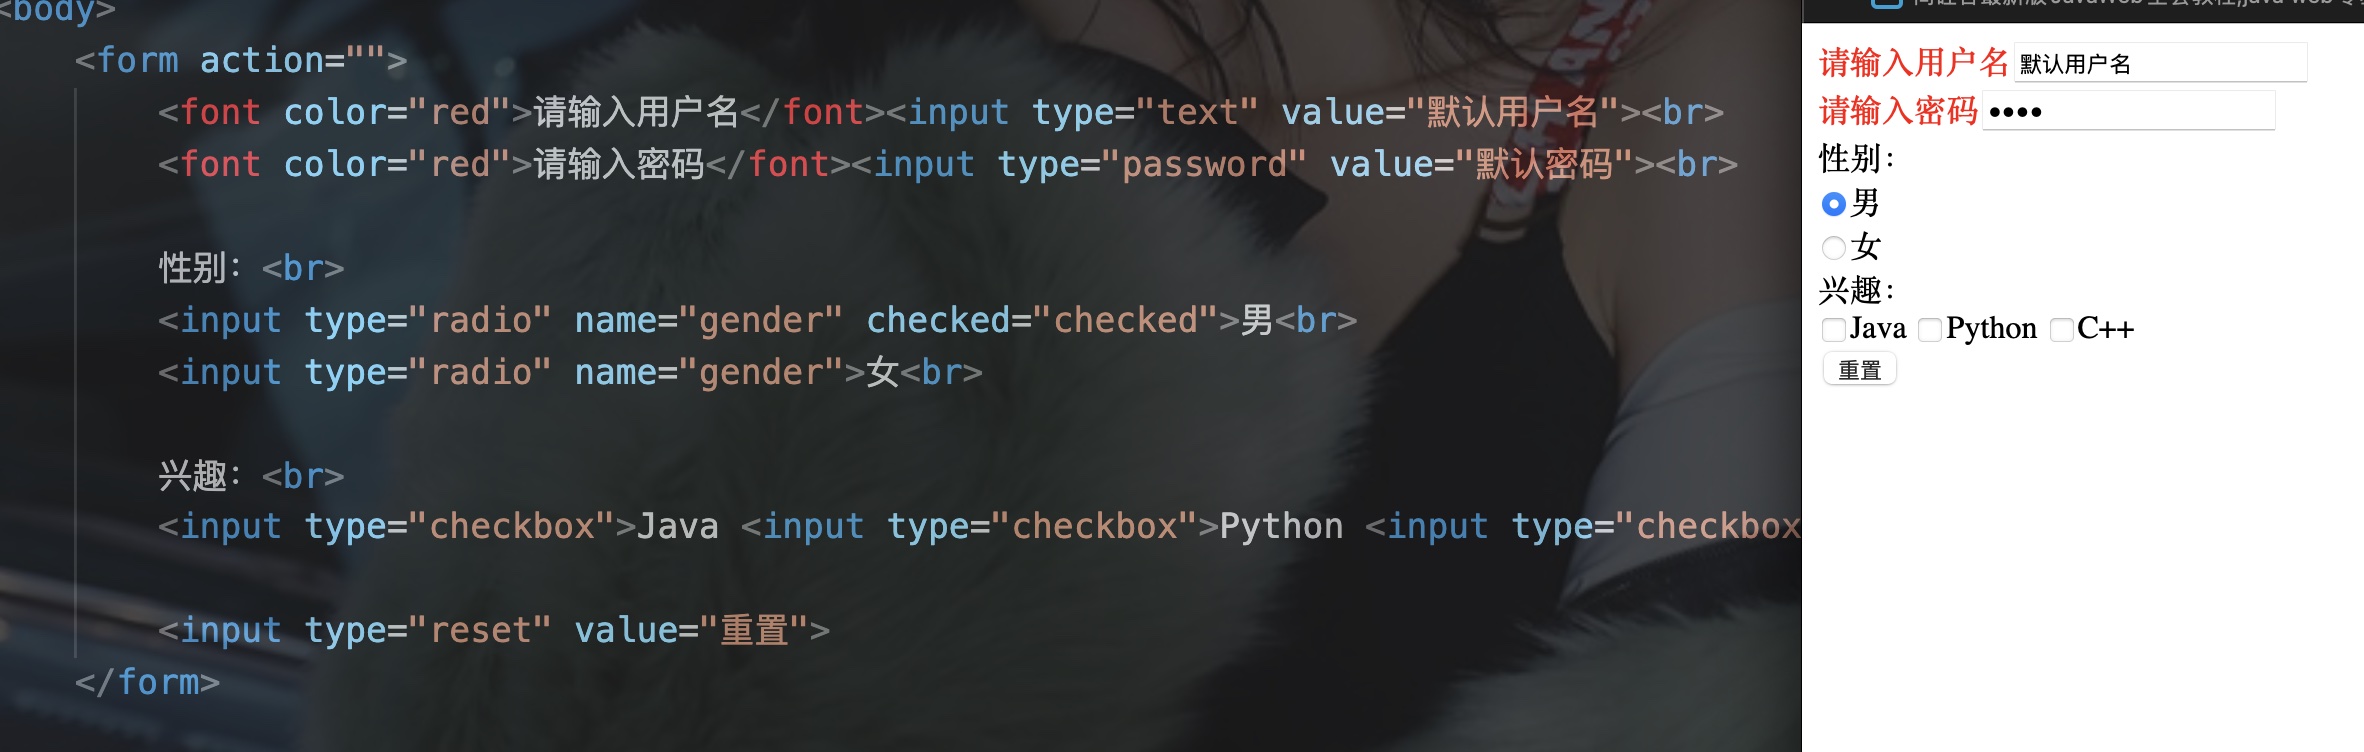 <body>
<form action="">
<font color="red">请输入用户名</font><input type="text" value="默认用户名"><br>
<font color="red">请输入密码</font><input type="password" value="默认密码"><br>
性别：<br>
<input type="radio" name="gender" checked="checked">男<br>
<input type="radio" name="gender">女<br>
兴趣：<br>
<input type="checkbox">Java <input type="checkbox">Python <input type="checkbox
<input type="reset" value="重置">
</form>
请输入用户名 默认用户名
请输入密码 ••••
性别：
男
女
兴趣：
Java Python C++
重置